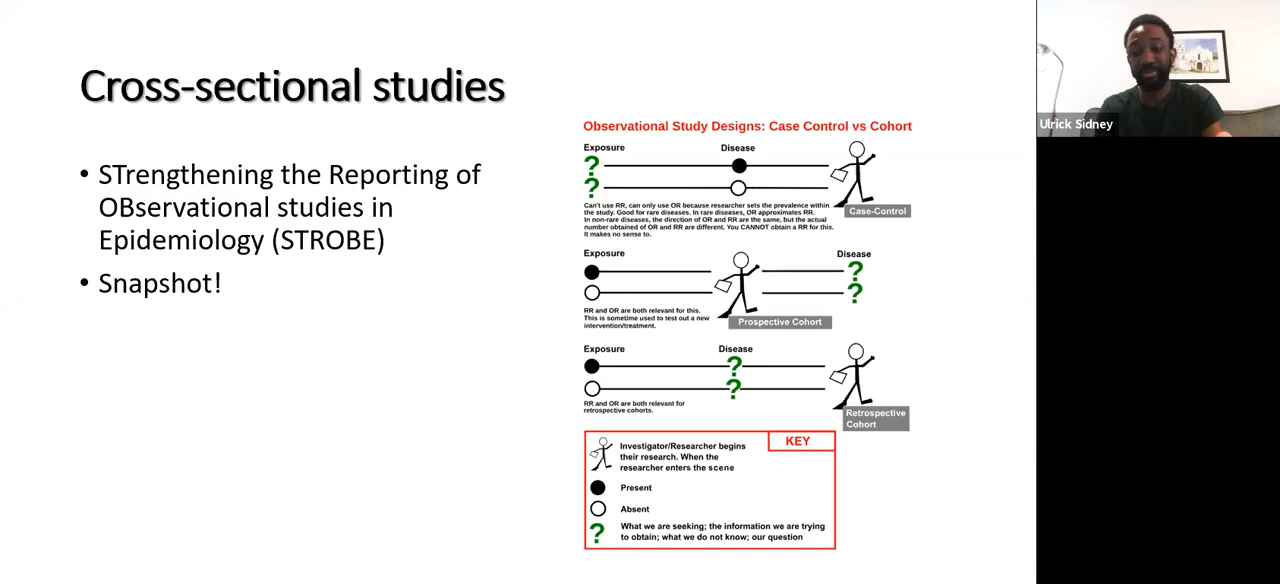 Cross-sectional studies
• STrengthening the Reporting of
OBservational studies in
Epidemiology (STROBE)
• Snapshot!
Observational Study Designs: Case Control vs Cohort
Exposure Disease
?
?
Can't use RR, can only use OR because researcher sets the prevalence within
the study. Good for rare diseases. In rare diseases, OR approximates RR.
In non-rare diseases, the direction of OR and RR are the same, but the actual
number obtained of OR and RR are different. You CANNOT obtain a RR for this.
It makes no sense to.
Case-Control
Exposure Disease
?
?
RR and OR are both relevant for this.
This is sometime used to test out a new
intervention/treatment.
Prospective Cohort
Exposure Disease
?
?
RR and OR are both relevant for
retrospective cohorts.
Retrospective
Cohort
KEY
Investigator/Researcher begins
their research. When the
researcher enters the scene
Present
Absent
? What we are seeking; the information we are trying
to obtain; what we do not know; our question
Ulrick Sidney